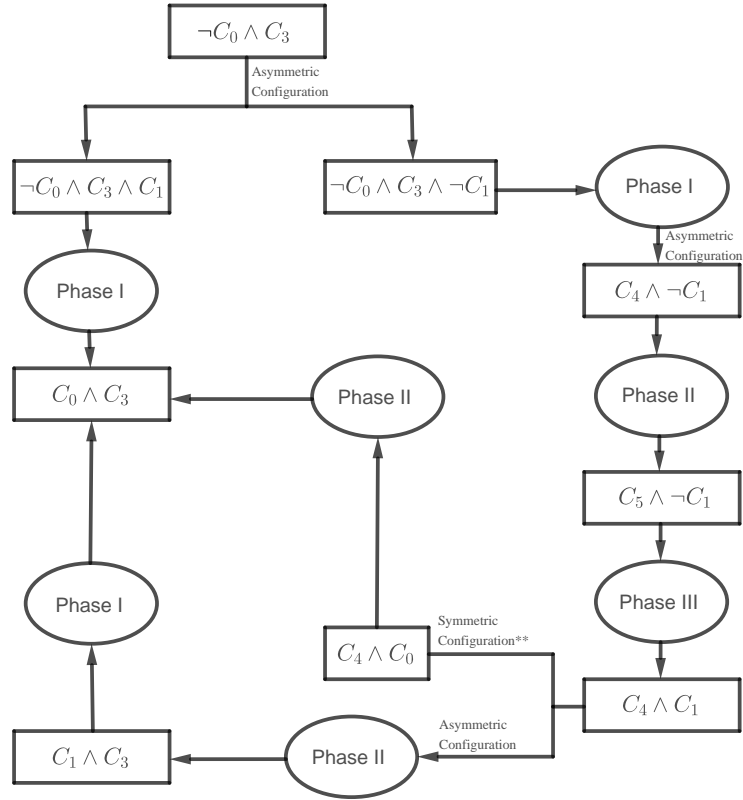 ¬C₀ ∧ C₃
Asymmetric
Configuration
¬C₀ ∧ C₃ ∧ C₁
¬C₀ ∧ C₃ ∧ ¬C₁
Phase I
Asymmetric
Configuration
Phase I
C₄ ∧ ¬C₁
C₀ ∧ C₃
Phase II
Phase II
C₅ ∧ ¬C₁
Phase I
Phase III
Symmetric
Configuration**
C₄ ∧ C₀
C₄ ∧ C₁
Asymmetric
Configuration
C₁ ∧ C₃
Phase II